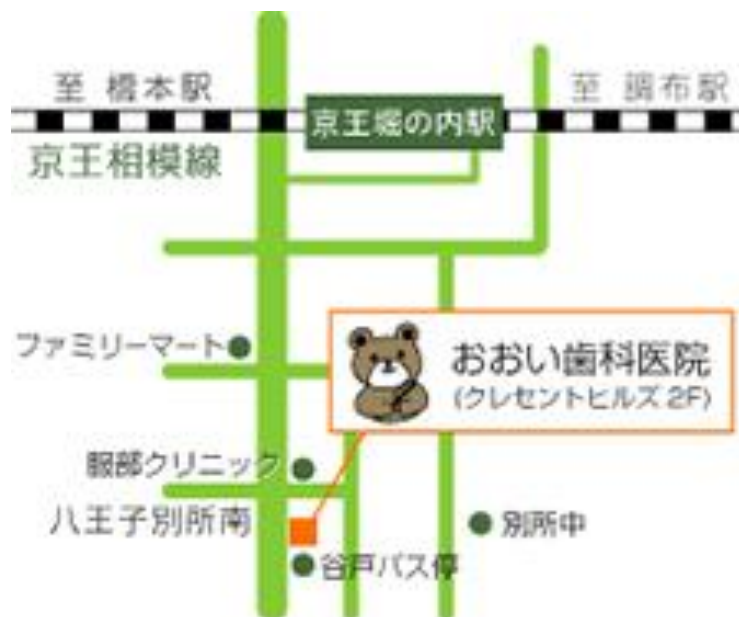 至 橋本駅
至 調布駅
京王堀の内駅
京王相模線
ファミリーマート
おおい歯科医院
(クレセントヒルズ 2F)
服部クリニック
八王子別所南
別所中
谷戸バス停